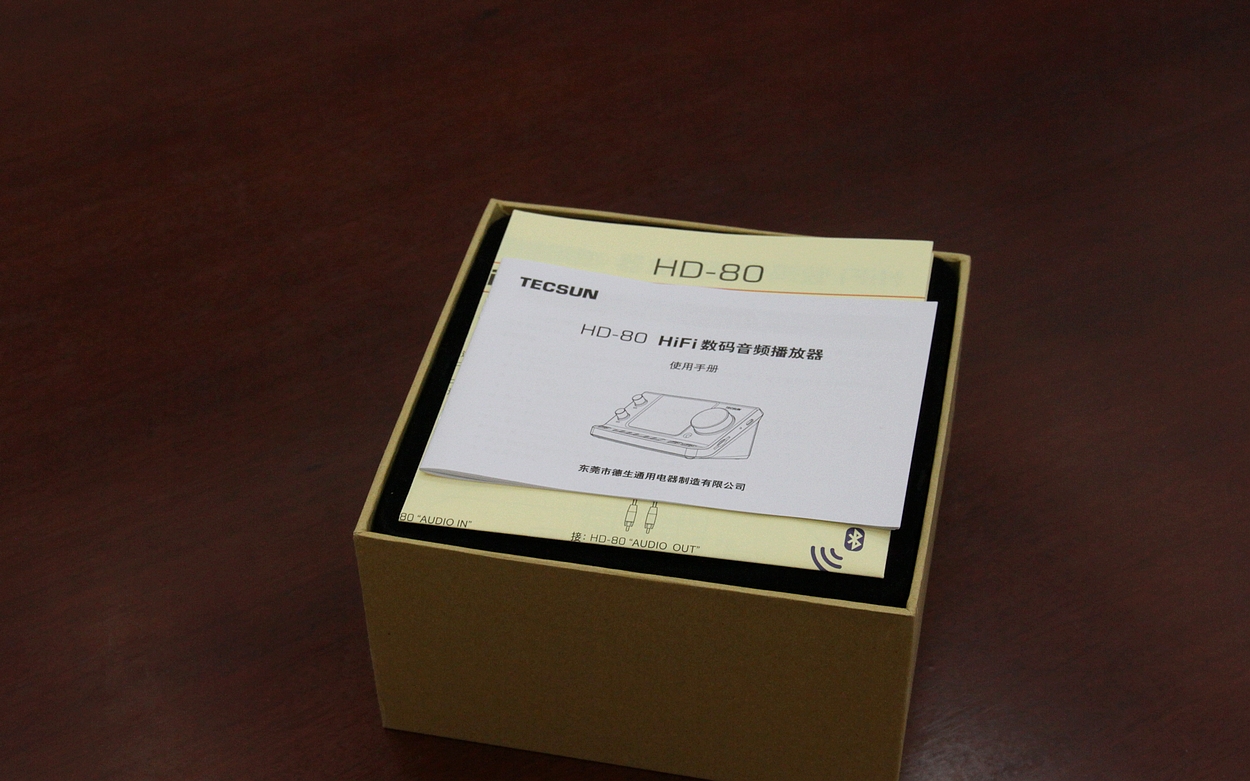 HD-80
TECSUN
HD-80 HiFi 数码音频播放器
使用手册
东莞市德生通用电器制造有限公司
80 "AUDIO IN"
接: HD-80 "AUDIO OUT"